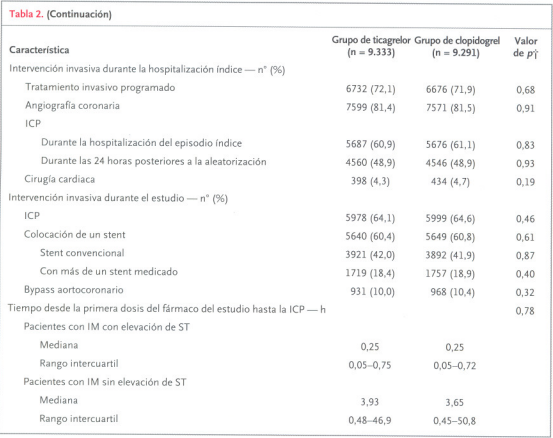 Tabla 2. (Continuación)
Característica Grupo de ticagrelor (n = 9.333) Grupo de clopidogrel (n = 9.291) Valor de p†
Intervención invasiva durante la hospitalización índice — n° (%)
Tratamiento invasivo programado 6732 (72,1) 6676 (71,9) 0,68
Angiografía coronaria 7599 (81,4) 7571 (81,5) 0,91
ICP
Durante la hospitalización del episodio índice 5687 (60,9) 5676 (61,1) 0,83
Durante las 24 horas posteriores a la aleatorización 4560 (48,9) 4546 (48,9) 0,93
Cirugía cardiaca 398 (4,3) 434 (4,7) 0,19
Intervención invasiva durante el estudio — n° (%)
ICP 5978 (64,1) 5999 (64,6) 0,46
Colocación de un stent 5640 (60,4) 5649 (60,8) 0,61
Stent convencional 3921 (42,0) 3892 (41,9) 0,87
Con más de un stent medicado 1719 (18,4) 1757 (18,9) 0,40
Bypass aortocoronario 931 (10,0) 968 (10,4) 0,32
Tiempo desde la primera dosis del fármaco del estudio hasta la ICP — h 0,78
Pacientes con IM con elevación de ST
Mediana 0,25 0,25
Rango intercuartil 0,05–0,75 0,05–0,72
Pacientes con IM sin elevación de ST
Mediana 3,93 3,65
Rango intercuartil 0,48–46,9 0,45–50,8